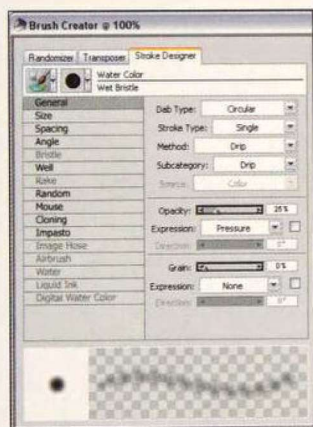 Brush Creator @ 100%
Randomizer Transposer Stroke Designer
Water Color
Wet Bristle
General
Size
Spacing
Angle
Bristle
Well
Rake
Random
Mouse
Cloning
Impasto
Image Hose
Airbrush
Water
Liquid Ink
Digital Water Color
Dab Type: Circular
Stroke Type: Single
Method: Drip
Subcategory: Drip
Source: Color
Opacity: 25%
Expression: Pressure
Direction: 0°
Grain: 0%
Expression: None
Direction: 0°